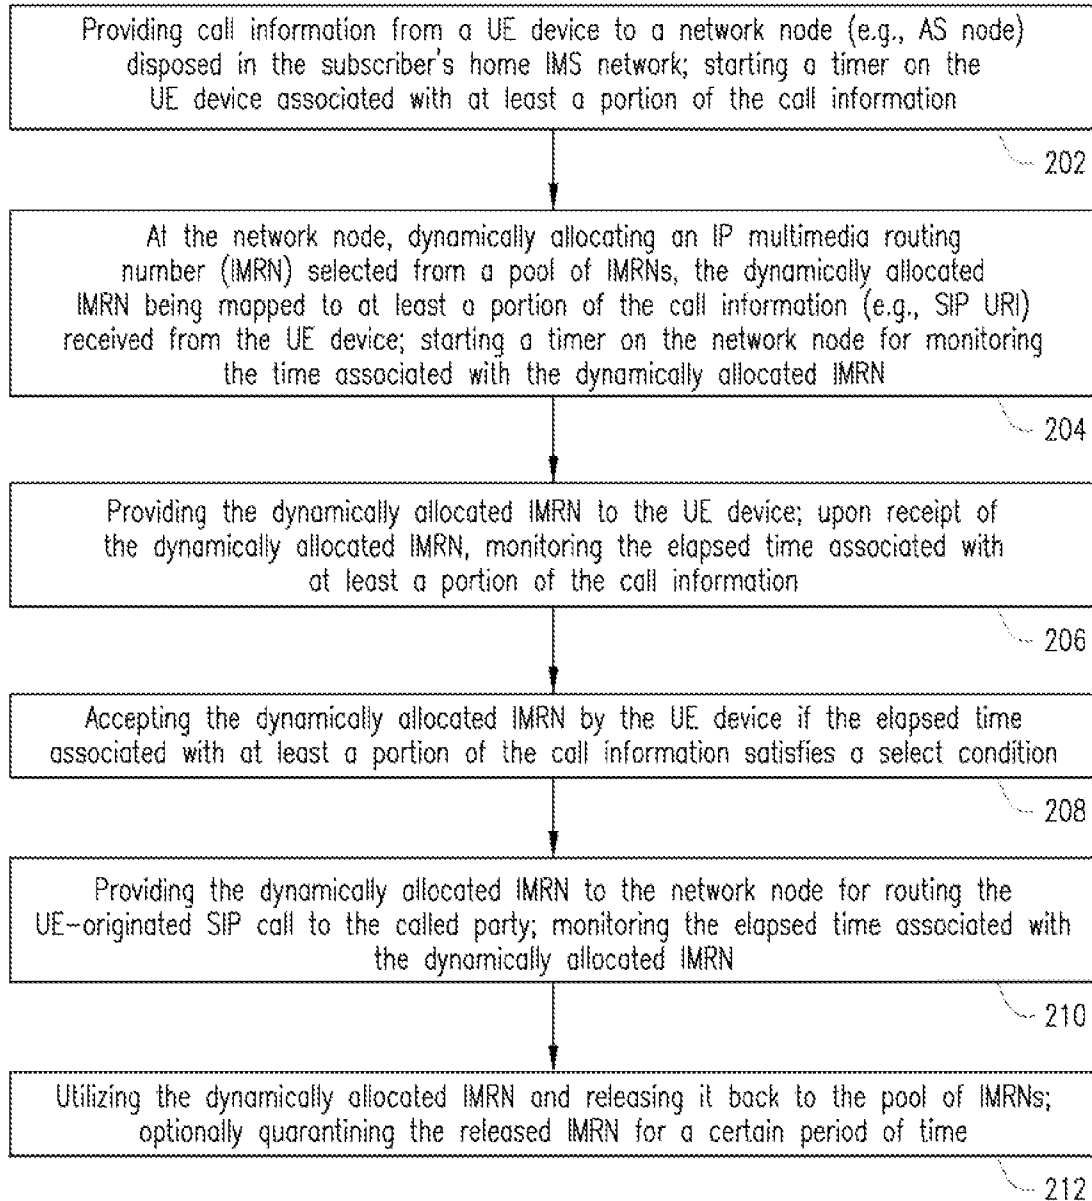 Providing call information from a UE device to a network node (e.g., AS node)
disposed in the subscriber's home IMS network; starting a timer on the
UE device associated with at least a portion of the call information
202
At the network node, dynamically allocating an IP multimedia routing
number (IMRN) selected from a pool of IMRNs, the dynamically allocated
IMRN being mapped to at least a portion of the call information (e.g., SIP URI)
received from the UE device; starting a timer on the network node for monitoring
the time associated with the dynamically allocated IMRN
204
Providing the dynamically allocated IMRN to the UE device; upon receipt of
the dynamically allocated IMRN, monitoring the elapsed time associated with
at least a portion of the call information
206
Accepting the dynamically allocated IMRN by the UE device if the elapsed time
associated with at least a portion of the call information satisfies a select condition
208
Providing the dynamically allocated IMRN to the network node for routing the
UE-originated SIP call to the called party; monitoring the elapsed time associated with
the dynamically allocated IMRN
210
Utilizing the dynamically allocated IMRN and releasing it back to the pool of IMRNs;
optionally quarantining the released IMRN for a certain period of time
212